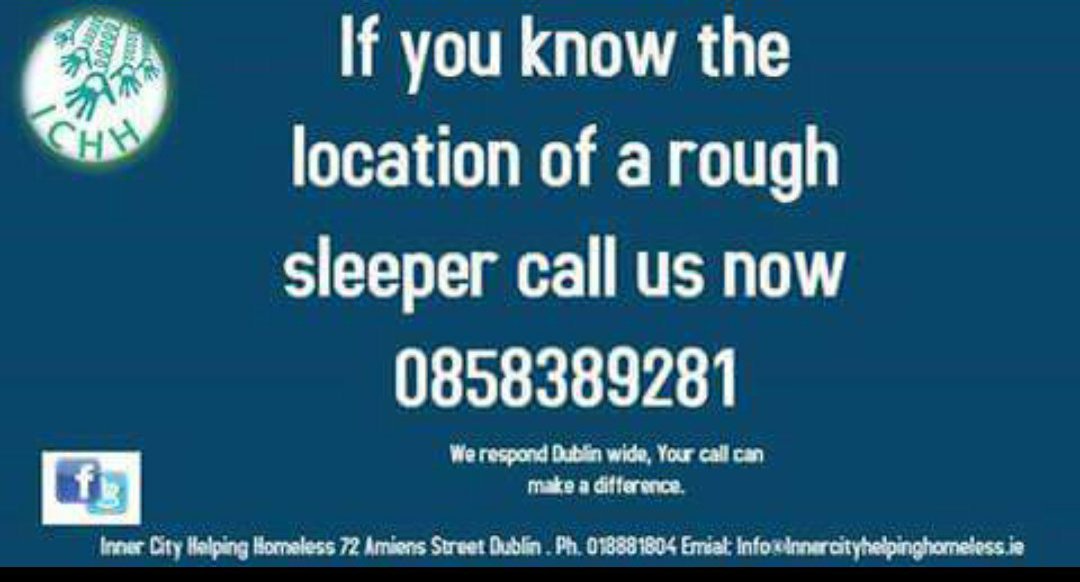 ICHH
If you know the
location of a rough
sleeper call us now
0858389281
We respond Dublin wide, Your call can
make a difference.
f
Inner City Helping Homeless 72 Amiens Street Dublin . Ph. 018881804 Emial: Info@Innercityhelpinghomeless.ie